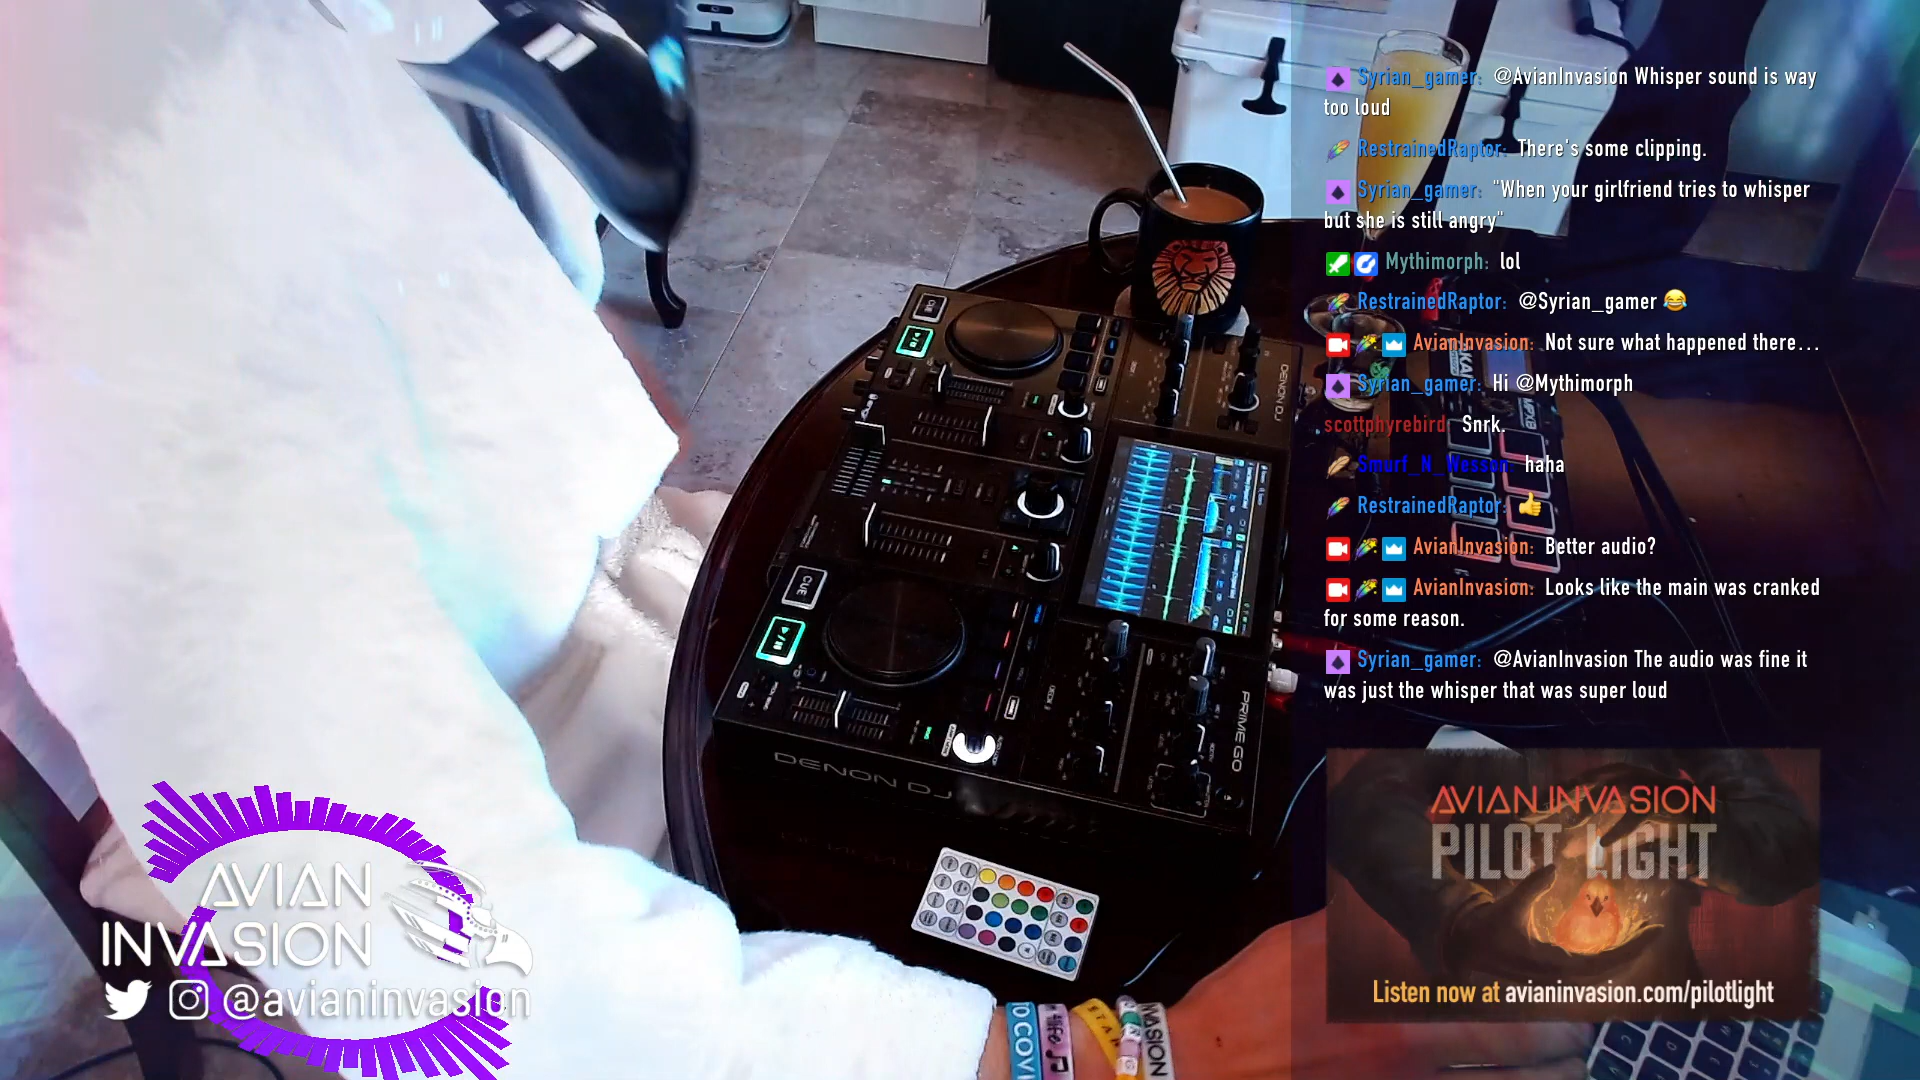 Syrian_gamer: @AvianInvasion Whisper sound is way
too loud
RestrainedRaptor: There's some clipping.
Syrian_gamer: "When your girlfriend tries to whisper
but she is still angry"
Mythimorph: lol
RestrainedRaptor: @Syrian_gamer 😂
AvianInvasion: Not sure what happened there...
Syrian_gamer: Hi @Mythimorph
scottphyrebird: Snrk.
Smurf_N_Wesson: haha
RestrainedRaptor: 👍
AvianInvasion: Better audio?
AvianInvasion: Looks like the main was cranked
for some reason.
Syrian_gamer: @AvianInvasion The audio was fine it
was just the whisper that was super loud
AVIAN INVASION
PILOT LIGHT
Listen now at avianinvasion.com/pilotlight
AVIAN
INVASION
@avianinvasion
CUE
CUE
DENON DJ
DENON DJ
PRIME GO
AKAI
MPX8
life
VASION